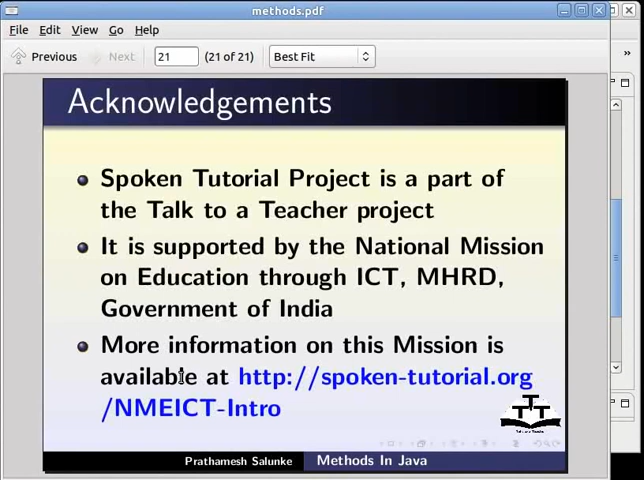 methods.pdf
File Edit View Go Help
Previous Next 21 (21 of 21) Best Fit
»
Acknowledgements
Spoken Tutorial Project is a part of
the Talk to a Teacher project
It is supported by the National Mission
on Education through ICT, MHRD,
Government of India
More information on this Mission is
available at http://spoken-tutorial.org
/NMEICT-Intro
Prathamesh Salunke Methods In Java